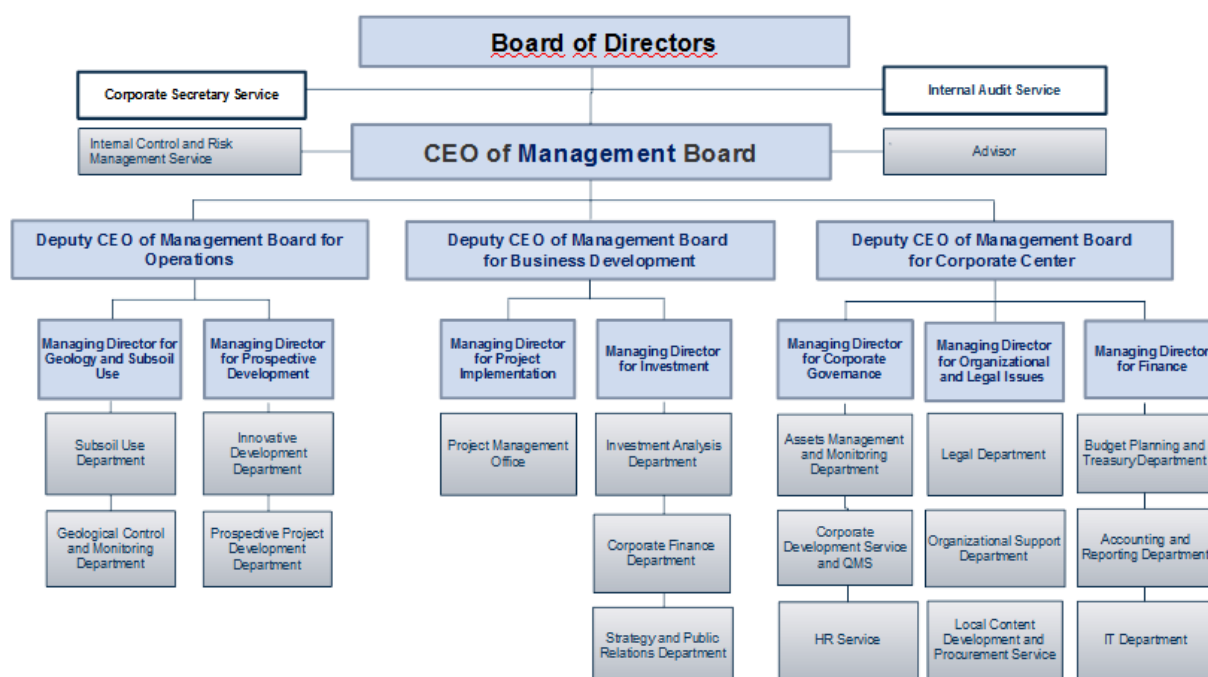 Board of Directors
Corporate Secretary Service
Internal Audit Service
Internal Control and Risk
Management Service
CEO of Management Board
Advisor
Deputy CEO of Management Board for
Operations
Deputy CEO of Management Board
for Business Development
Deputy CEO of Management Board
for Corporate Center
Managing Director for
Geology and Subsoil
Use
Managing Director
for Prospective
Development
Managing Director
for Project
Implementation
Managing Director
for Investment
Managing Director
for Corporate
Governance
Managing Director
for Organizational
and Legal Issues
Managing Director
for Finance
Subsoil Use
Department
Innovative
Development
Department
Project Management
Office
Investment Analysis
Department
Assets Management
and Monitoring
Department
Legal Department
Budget Planning and
Treasury Department
Geological Control
and Monitoring
Department
Prospective Project
Development
Department
Corporate Finance
Department
Corporate
Development Service
and QMS
Organizational Support
Department
Accounting and
Reporting Department
Strategy and Public
Relations Department
HR Service
Local Content
Development and
Procurement Service
IT Department